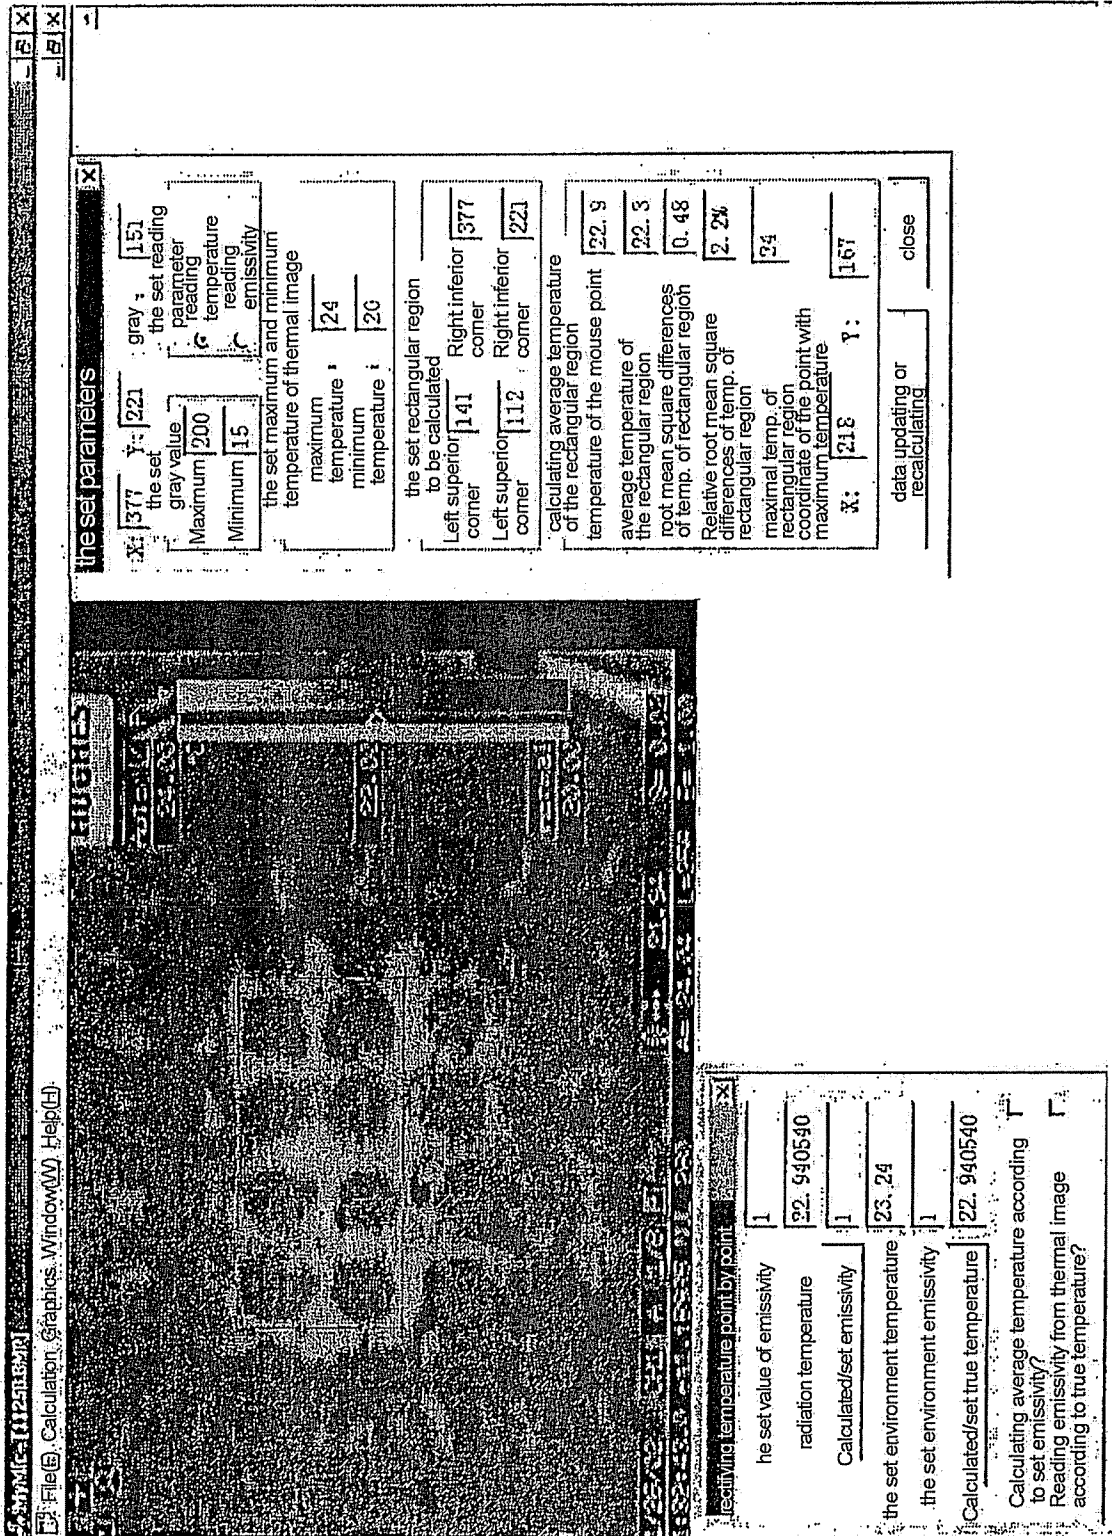 File(F) Calculation Graphics Window(W) Help(H)
the set parameters
X: 377 Y: 221 gray: 151
the set
gray value
Maximum 200
Minimum 15
the set reading
parameter
reading
temperature
reading
emissivity
the set maximum and minimum
temperature of thermal image
maximum
temperature: 24
minimum
temperature: 20
the set rectangular region
to be calculated
Left superior corner 141 Right inferior corner 377
Left superior corner 112 Right inferior corner 221
calculating average temperature
of the rectangular region
temperature of the mouse point 22.9
average temperature of
the rectangular region 22.3
root mean square differences
of temp. of rectangular region 0.48
Relative root mean square
differences of temp. of
rectangular region 2.2%
maximal temp. of
rectangular region 24
coordinate of the point with
maximum temperature
X: 218 Y: 167
data updating or
recalculating
close
HUGHES
22.02
temperature point by point
he set value of emissivity 1
radiation temperature 22.940540
Calculated/set emissivity 1
the set environment temperature 23.24
the set environment emissivity 1
Calculated/set true temperature 22.940540
Calculating average temperature according
to set emissivity?
Reading emissivity from thermal image
according to true temperature?